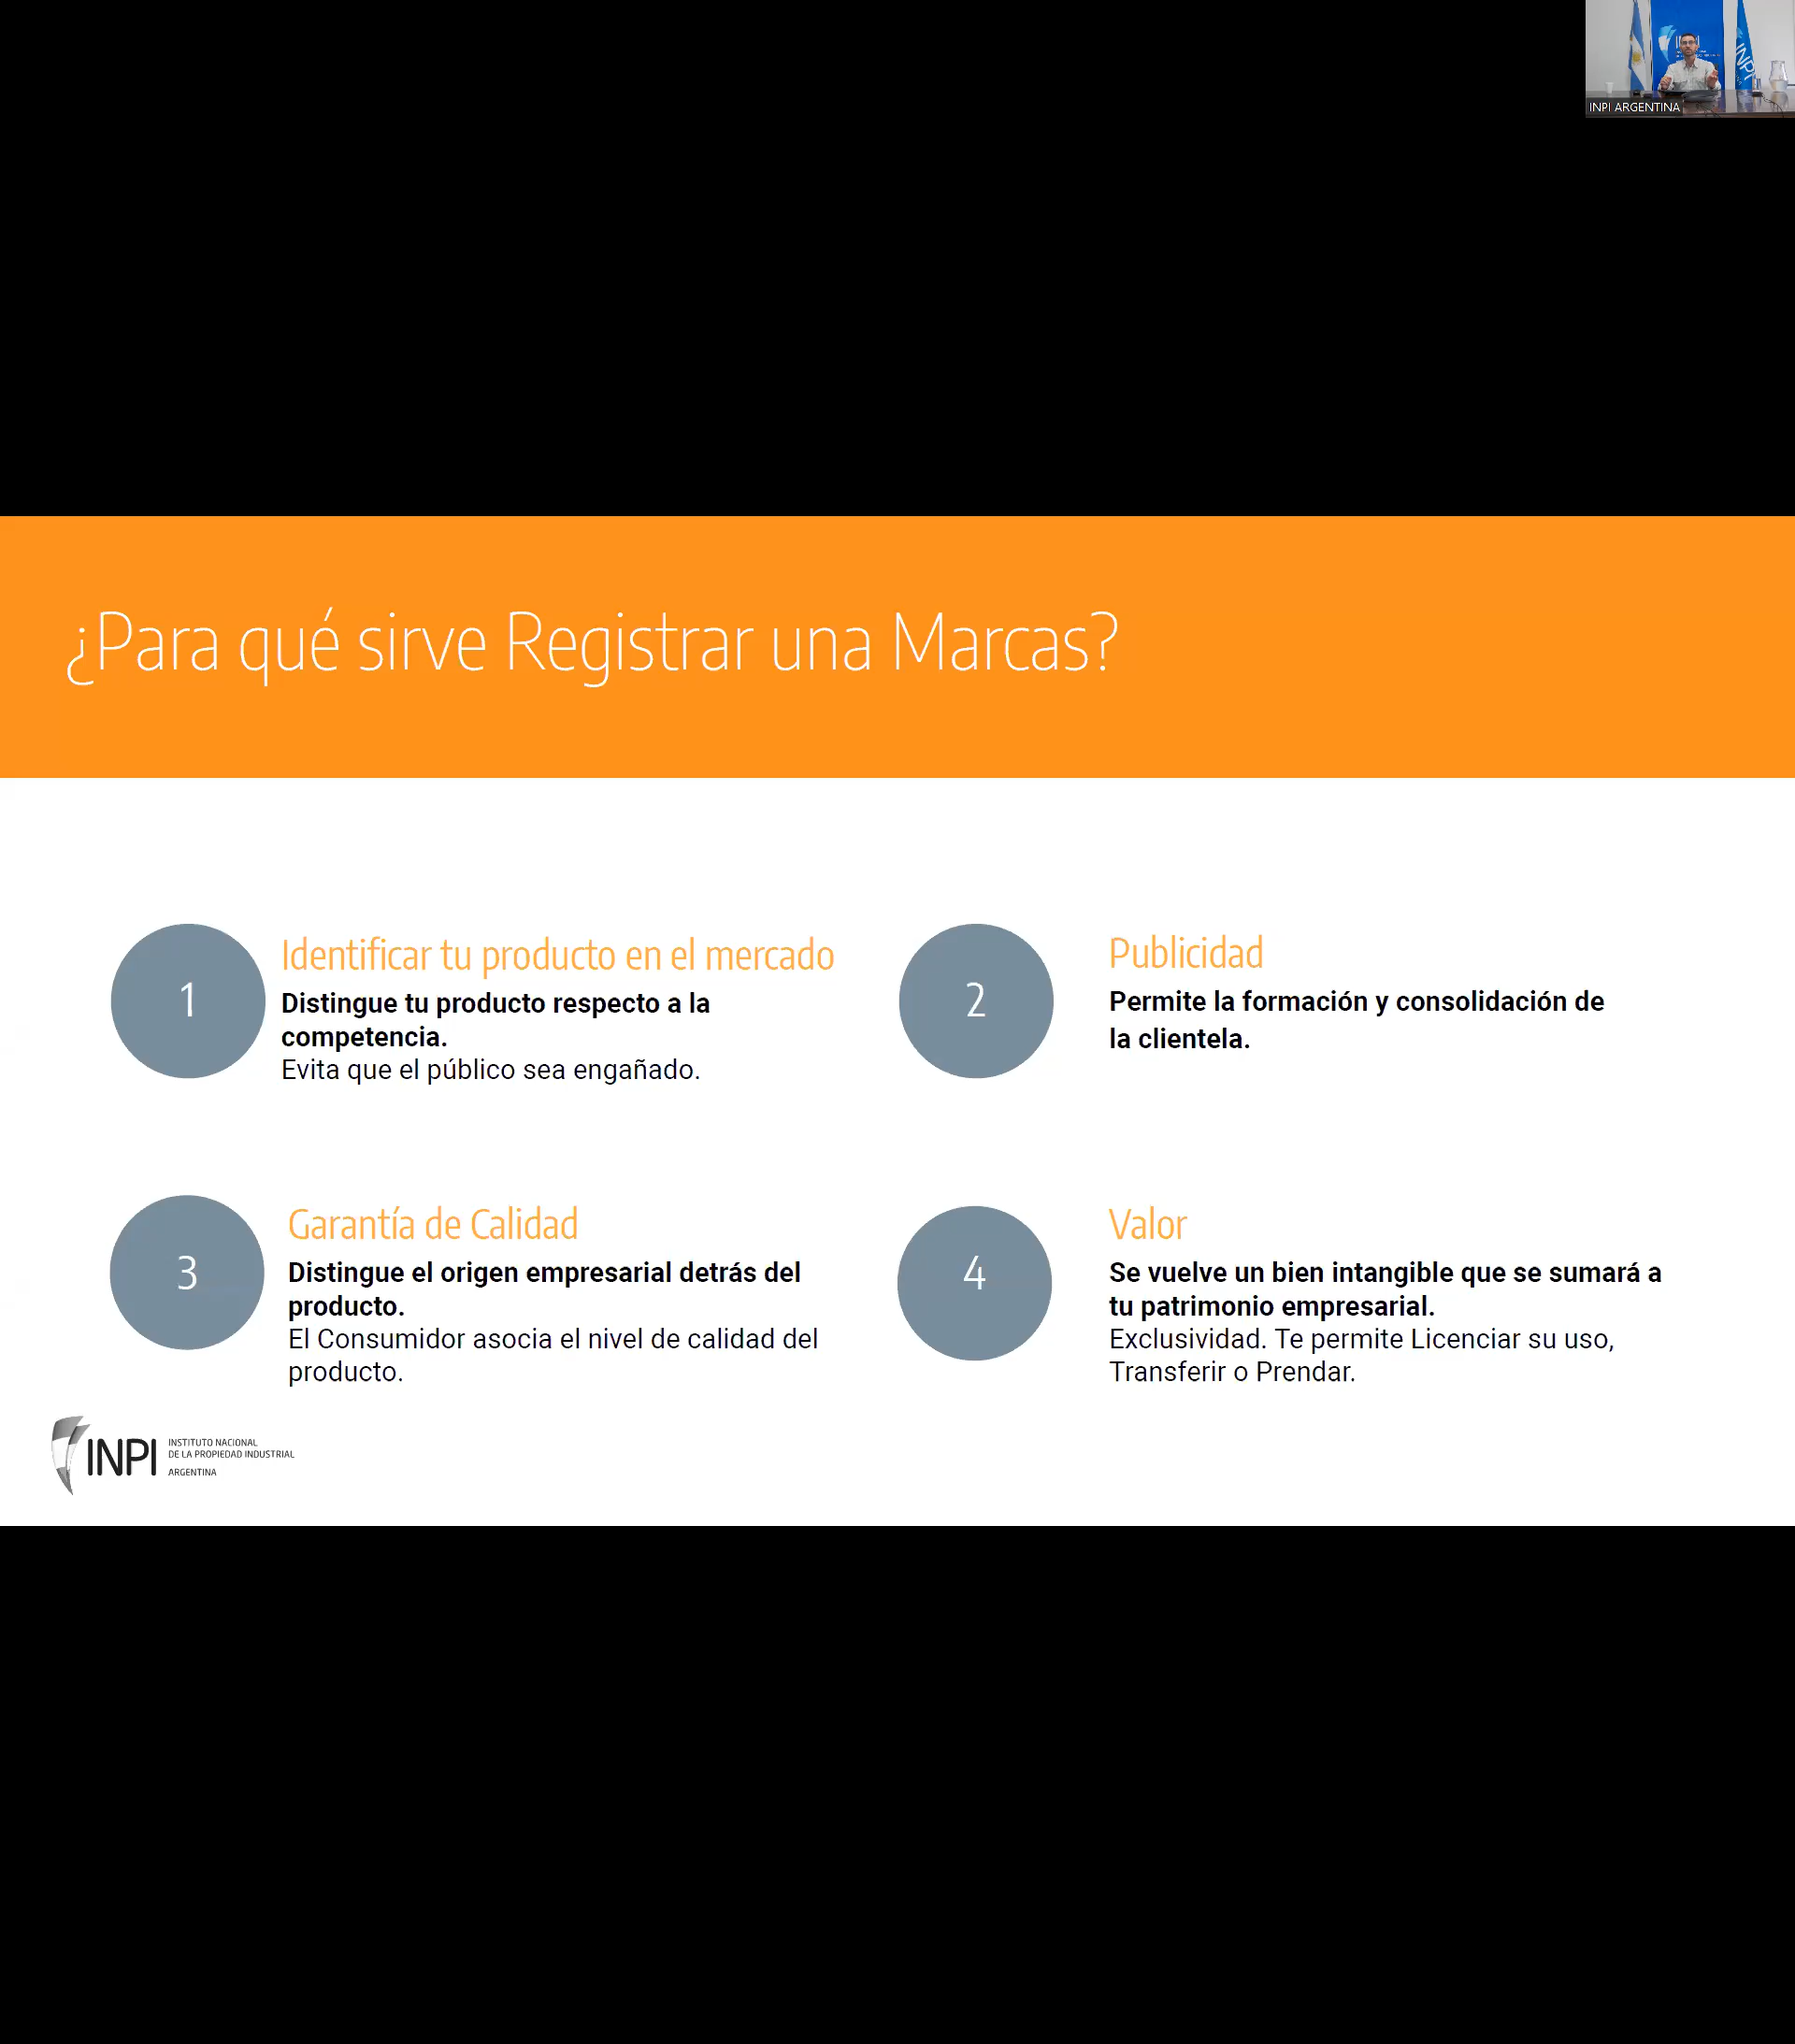 INPI
INPI ARGENTINA
¿Para qué sirve Registrar una Marcas?
1
Identificar tu producto en el mercado
Distingue tu producto respecto a la
competencia.
Evita que el público sea engañado.
2
Publicidad
Permite la formación y consolidación de
la clientela.
3
Garantía de Calidad
Distingue el origen empresarial detrás del
producto.
El Consumidor asocia el nivel de calidad del
producto.
4
Valor
Se vuelve un bien intangible que se sumará a
tu patrimonio empresarial.
Exclusividad. Te permite Licenciar su uso,
Transferir o Prendar.
INPI
INSTITUTO NACIONAL
DE LA PROPIEDAD INDUSTRIAL
ARGENTINA